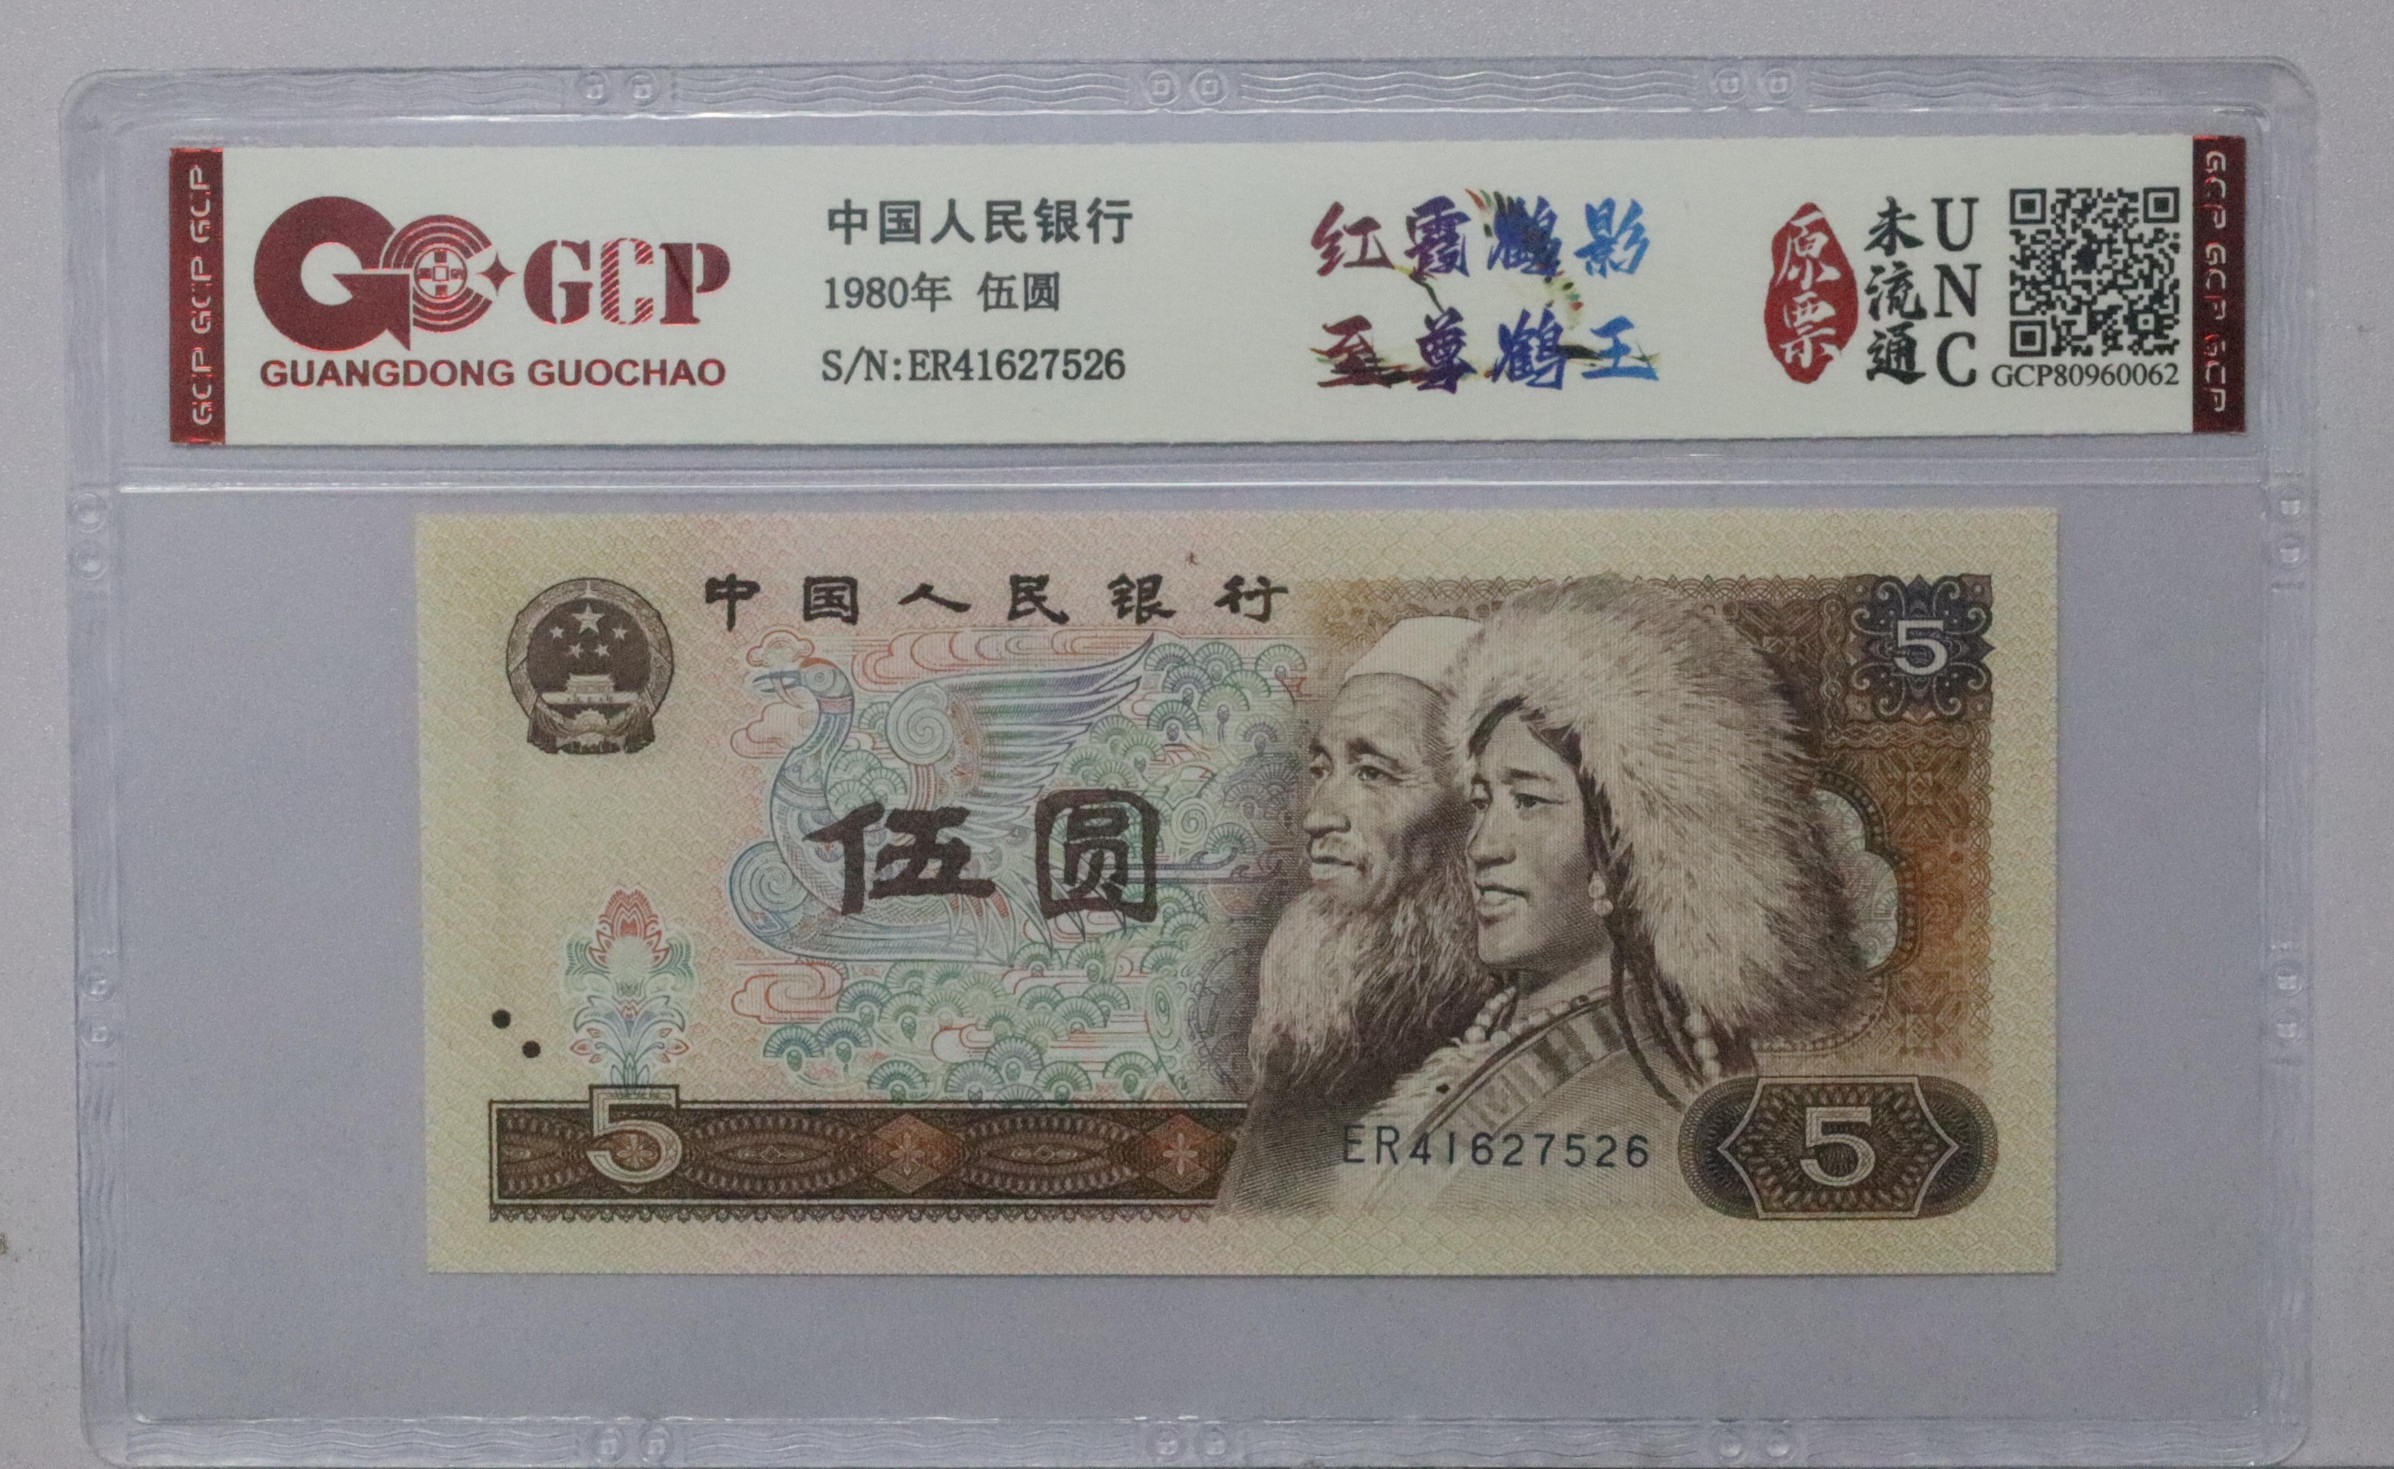 GCP GCP GCP
GCP
GUANGDONG GUOCHAO
中国人民银行
1980年 伍圆
S/N:ER41627526
红霞鹤影
至尊鹤王
原票
未流通
UNC
GCP80960062
GCP GCP GCP
中国人民银行
5
伍圆
5
ER41627526
5